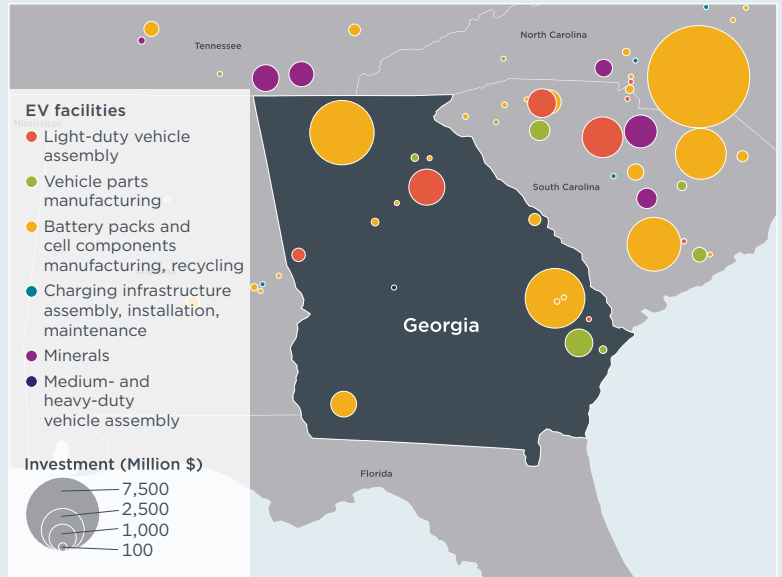 Tennessee
North Carolina
EV facilities
Mississippi
Light-duty vehicle
assembly
Vehicle parts
manufacturing
South Carolina
Battery packs and
cell components
manufacturing, recycling
Charging infrastructure
assembly, installation,
maintenance
Georgia
Minerals
Medium- and
heavy-duty
vehicle assembly
Investment (Million $)
Florida
7,500
2,500
1,000
100